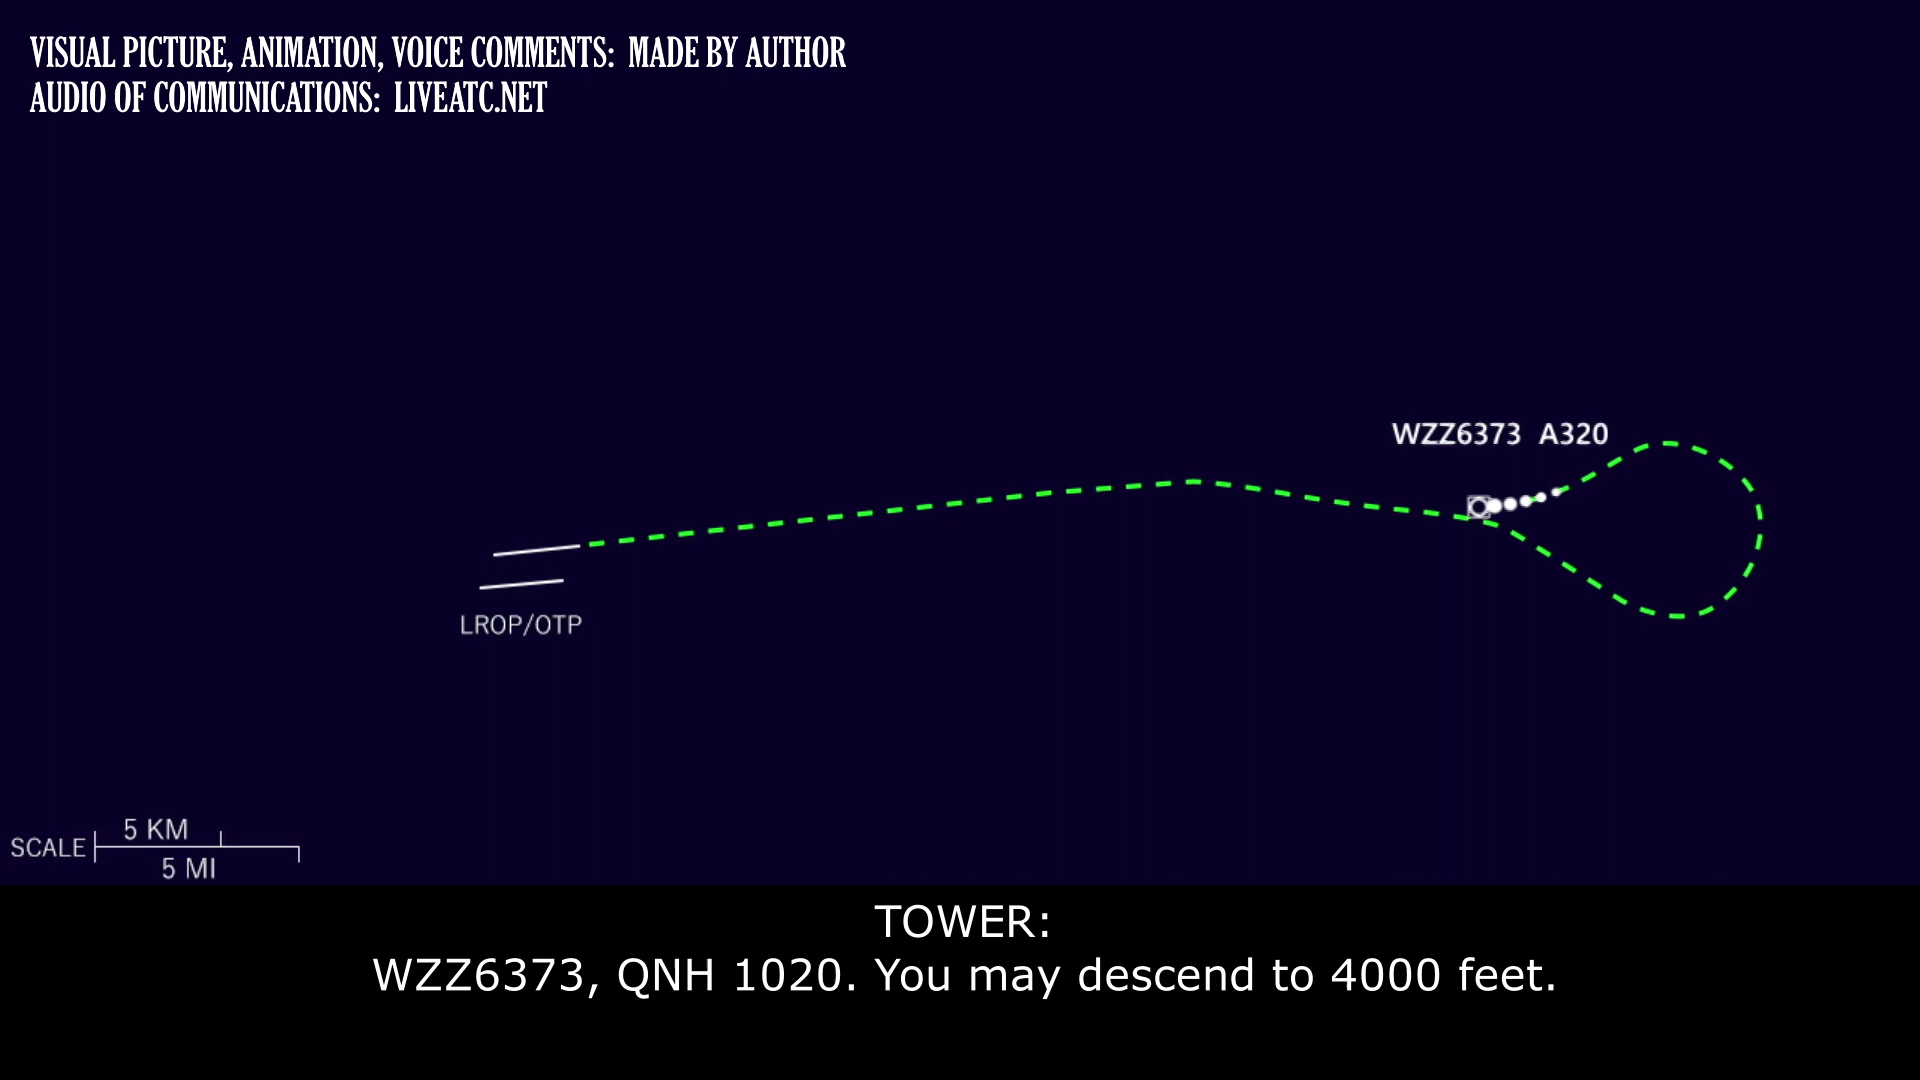 VISUAL PICTURE, ANIMATION, VOICE COMMENTS: MADE BY AUTHOR
AUDIO OF COMMUNICATIONS: LIVEATC.NET
WZZ6373 A320
LROP/OTP
5 KM
SCALE
5 MI
TOWER:
WZZ6373, QNH 1020. You may descend to 4000 feet.